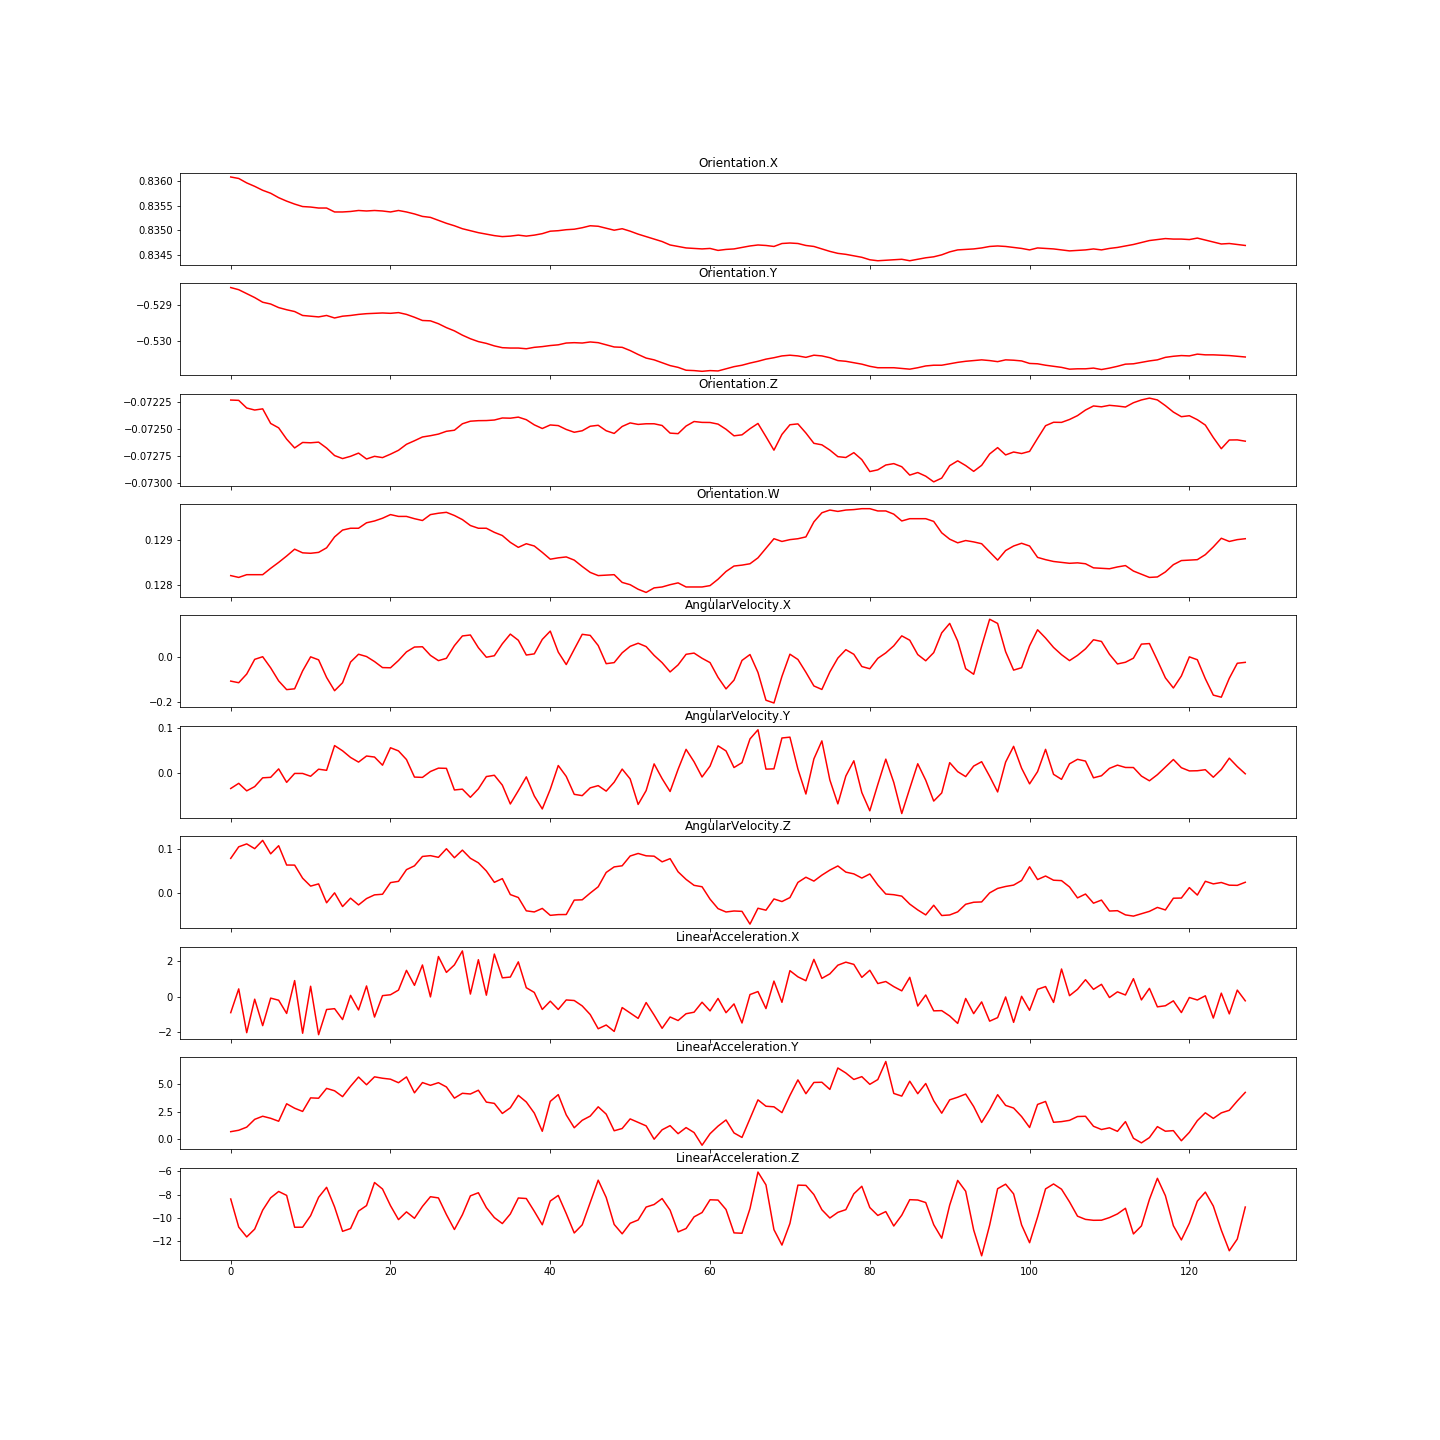 Orientation.X
0.8360
0.8355
0.8350
0.8345
Orientation.Y
−0.529
−0.530
Orientation.Z
−0.07225
−0.07250
−0.07275
−0.07300
Orientation.W
0.129
0.128
AngularVelocity.X
0.0
−0.2
AngularVelocity.Y
0.1
0.0
AngularVelocity.Z
0.1
0.0
LinearAcceleration.X
2
0
−2
LinearAcceleration.Y
5.0
2.5
0.0
LinearAcceleration.Z
−6
−8
−10
−12
0 20 40 60 80 100 120